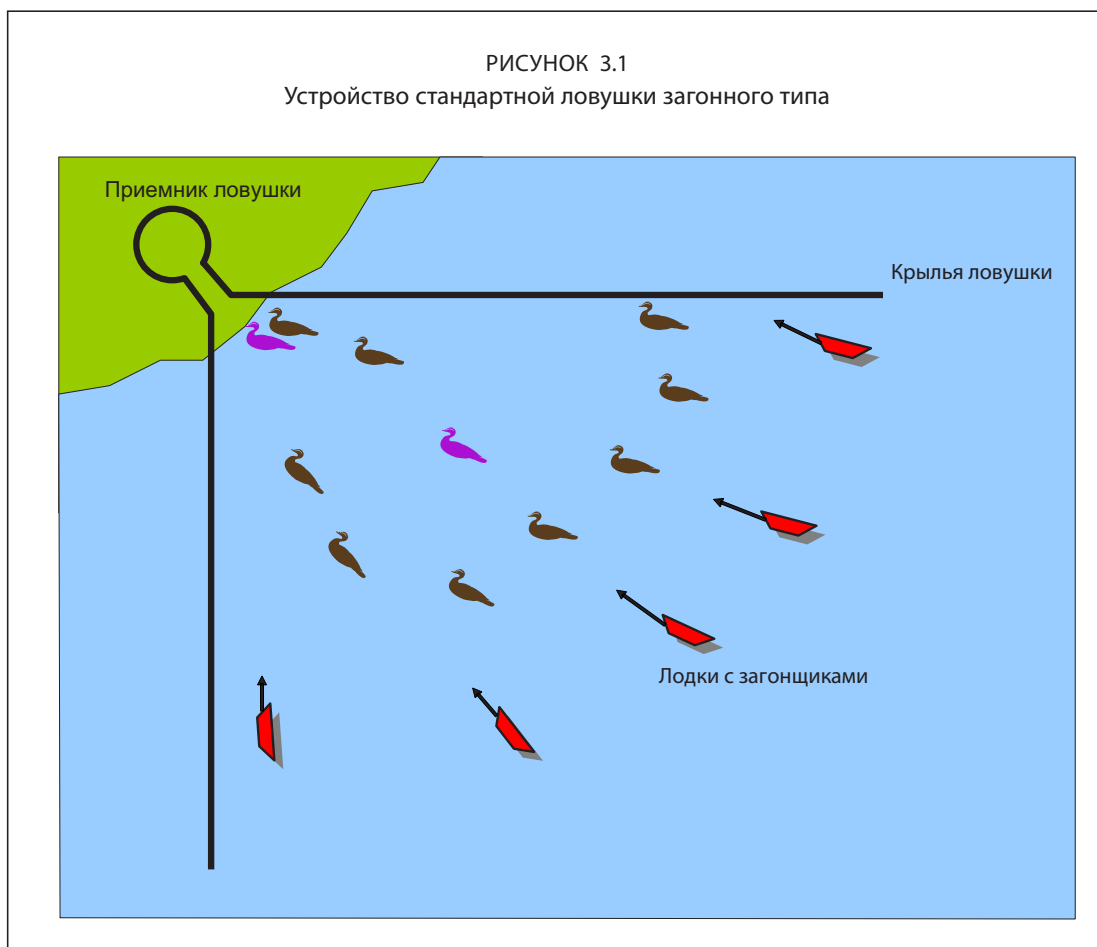 РИСУНОК 3.1
Устройство стандартной ловушки загонного типа
Приемник ловушки
Крылья ловушки
Лодки с загонщиками